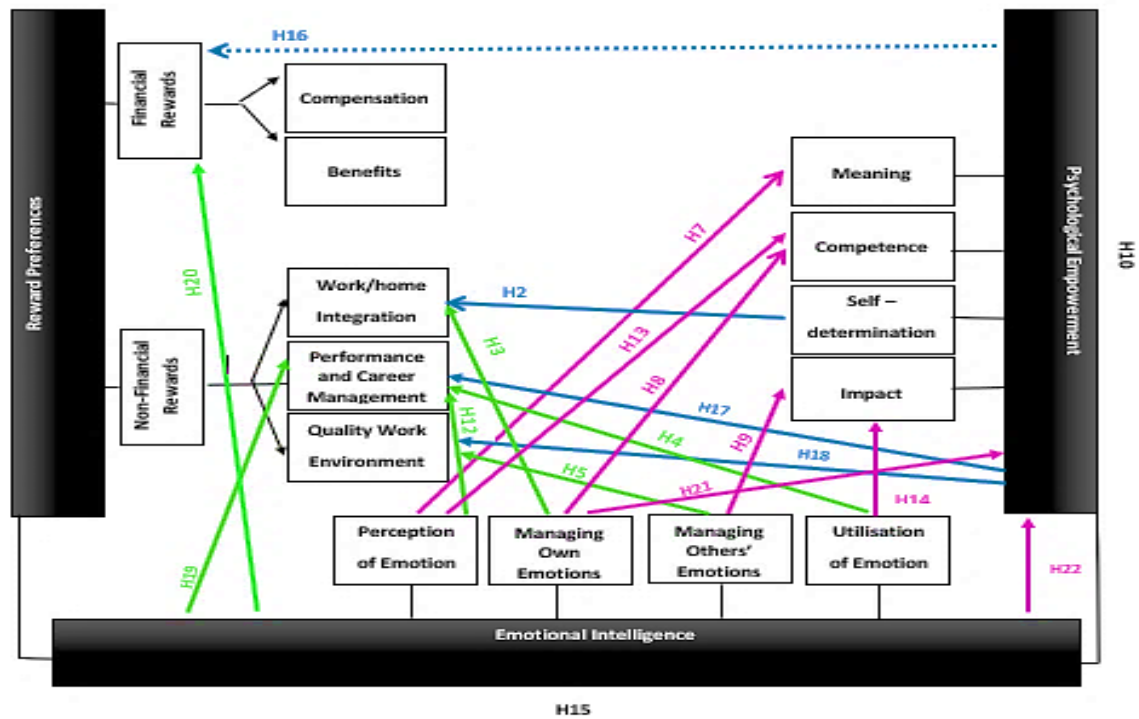 H16
Financial
Rewards
Compensation
Benefits
Meaning
H7
Competence
Reward Preferences
Psychological Empowerment
H10
H20
Work/home
Integration
H2
Self –
determination
H3
H13
Non-Financial
Rewards
Performance
and Career
Management
H8
Impact
H17
H12
Quality Work
Environment
H4
H9
H5
H18
H21
H14
Perception
of Emotion
Managing
Own
Emotions
Managing
Others’
Emotions
Utilisation
of Emotion
H19
H22
Emotional Intelligence
H15